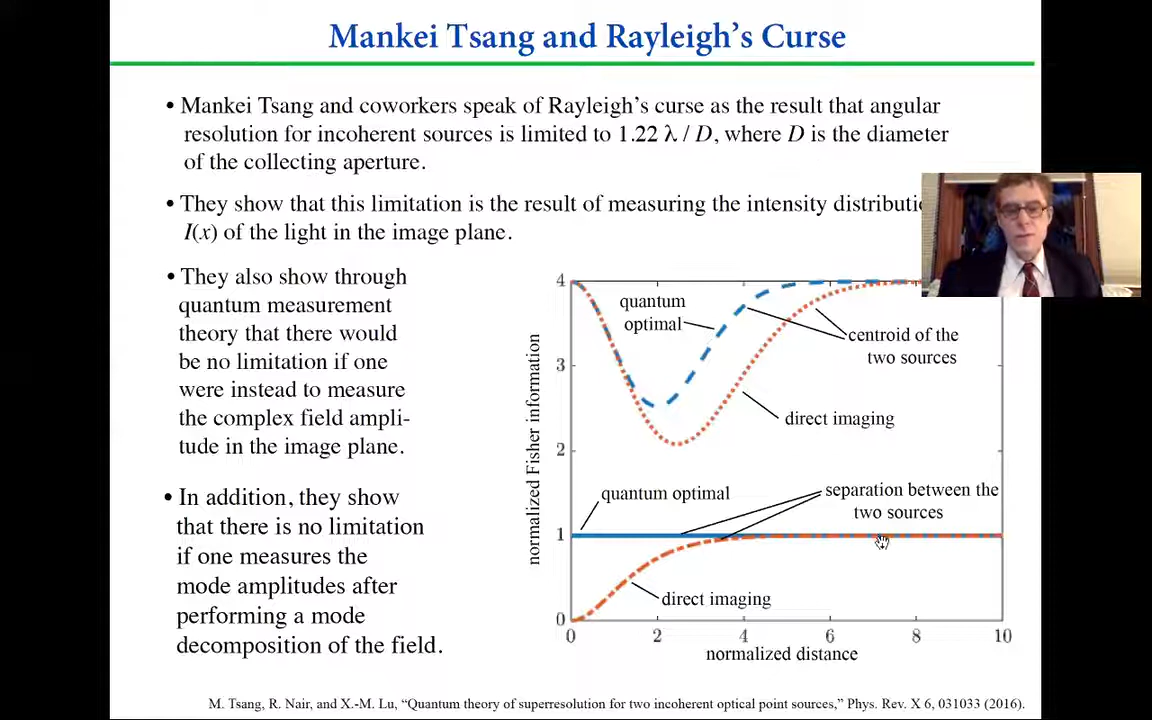 Mankei Tsang and Rayleigh's Curse
• Mankei Tsang and coworkers speak of Rayleigh's curse as the result that angular
resolution for incoherent sources is limited to 1.22 λ / D, where D is the diameter
of the collecting aperture.
• They show that this limitation is the result of measuring the intensity
I(x) of the light in the image plane.
• They also show through
quantum measurement
theory that there would
be no limitation if one
were instead to measure
the complex field ampli-
tude in the image plane.
• In addition, they show
that there is no limitation
if one measures the
mode amplitudes after
performing a mode
decomposition of the field.
normalized Fisher information
4
3
2
1
0
quantum
optimal
centroid of the
two sources
direct imaging
quantum optimal
separation between the
two sources
direct imaging
0 2 4 6 8 10
normalized distance
M. Tsang, R. Nair, and X.-M. Lu, “Quantum theory of superresolution for two incoherent optical point sources,” Phys. Rev. X 6, 031033 (2016).